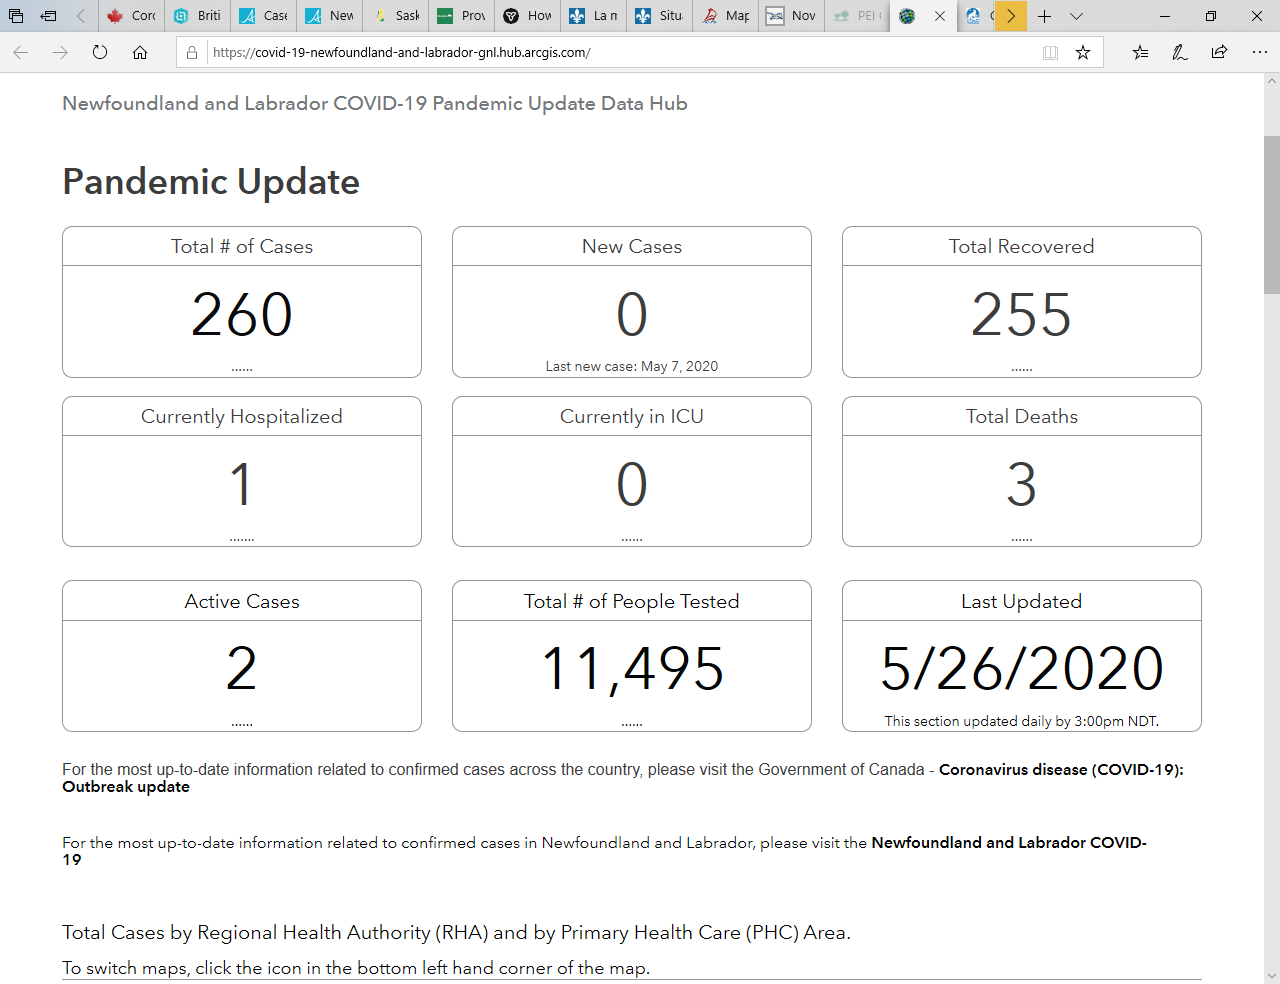 Corc
Briti
Case
New
Sask
Prov
How
La n
Situ
Map
Nov
PEI
https://covid-19-newfoundland-and-labrador-gnl.hub.arcgis.com/
Newfoundland and Labrador COVID-19 Pandemic Update Data Hub
Pandemic Update
Total # of Cases
260
......
New Cases
0
Last new case: May 7, 2020
Total Recovered
255
......
Currently Hospitalized
1
.......
Currently in ICU
0
......
Total Deaths
3
......
Active Cases
2
......
Total # of People Tested
11,495
......
Last Updated
5/26/2020
This section updated daily by 3:00pm NDT.
For the most up-to-date information related to confirmed cases across the country, please visit the Government of Canada - Coronavirus disease (COVID-19):
Outbreak update
For the most up-to-date information related to confirmed cases in Newfoundland and Labrador, please visit the Newfoundland and Labrador COVID-
19
Total Cases by Regional Health Authority (RHA) and by Primary Health Care (PHC) Area.
To switch maps, click the icon in the bottom left hand corner of the map.